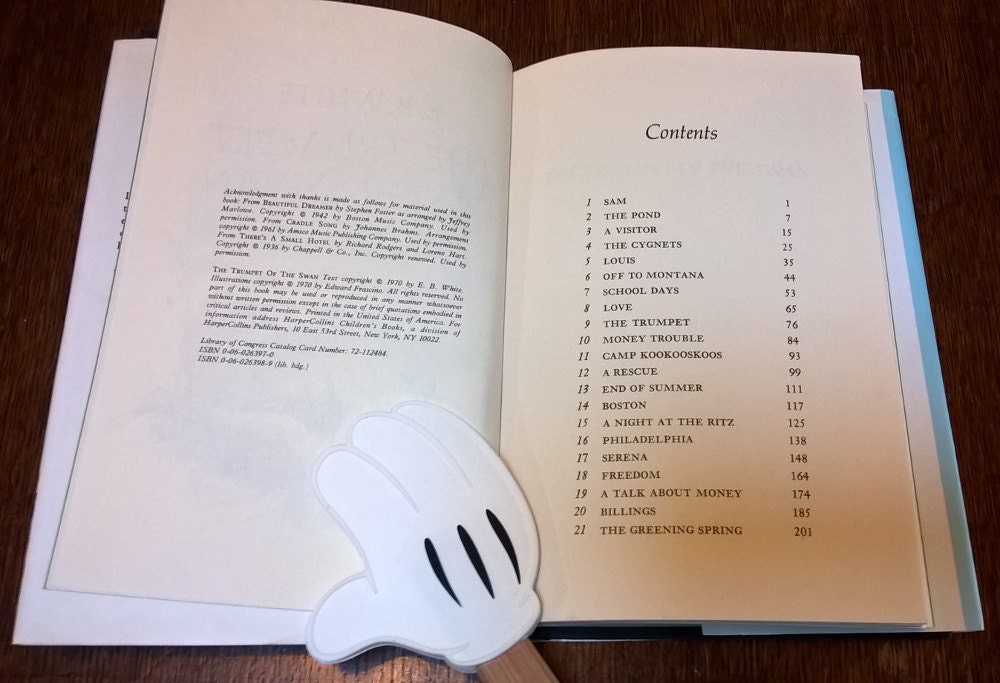 Acknowledgment with thanks is made as follows for material used in this
book: From BEAUTIFUL DREAMER by Stephen Foster as arranged by Jeffrey
Marlowe. Copyright © 1942 by Boston Music Company. Used by
permission. From CRADLE SONG by Johannes Brahms. Arrangement
copyright © 1961 by Amsco Music Publishing Company. Used by permission.
From THERE'S A SMALL HOTEL by Richard Rodgers and Lorenz Hart.
Copyright © 1936 by Chappell & Co., Inc. Copyright renewed. Used by
permission.
THE TRUMPET OF THE SWAN Text copyright © 1970 by E. B. White
Illustrations copyright © 1970 by Edward Frascino. All rights reserved. No
part of this book may be used or reproduced in any manner whatsoever
without written permission except in the case of brief quotations embodied in
critical articles and reviews. Printed in the United States of America. For
information address HarperCollins Children's Books, a division of
HarperCollins Publishers, 10 East 53rd Street, New York, NY 10022.
Library of Congress Catalog Card Number: 72-112484.
ISBN 0-06-026397-0
ISBN 0-06-026398-9 (lib. bdg.)
Contents
1 SAM 1
2 THE POND 7
3 A VISITOR 15
4 THE CYGNETS 25
5 LOUIS 35
6 OFF TO MONTANA 44
7 SCHOOL DAYS 53
8 LOVE 65
9 THE TRUMPET 76
10 MONEY TROUBLE 84
11 CAMP KOOKOOSKOOS 93
12 A RESCUE 99
13 END OF SUMMER 111
14 BOSTON 117
15 A NIGHT AT THE RITZ 125
16 PHILADELPHIA 138
17 SERENA 148
18 FREEDOM 164
19 A TALK ABOUT MONEY 174
20 BILLINGS 185
21 THE GREENING SPRING 201